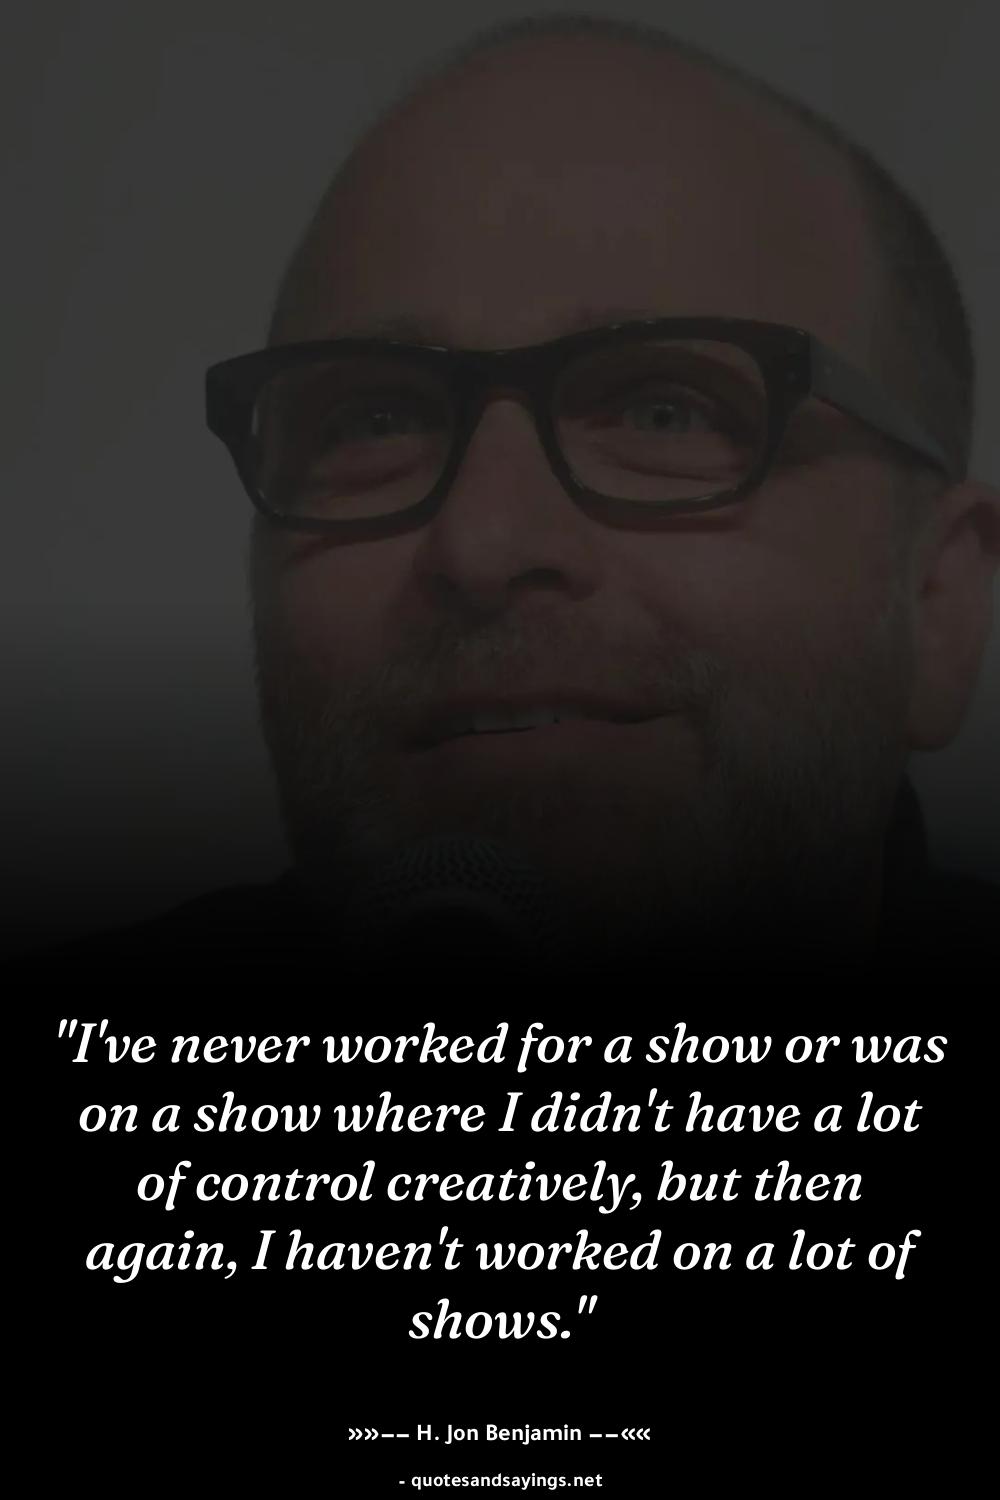 "I've never worked for a show or was
on a show where I didn't have a lot
of control creatively, but then
again, I haven't worked on a lot of
shows."
»»−− H. Jon Benjamin −−««
- quotesandsayings.net